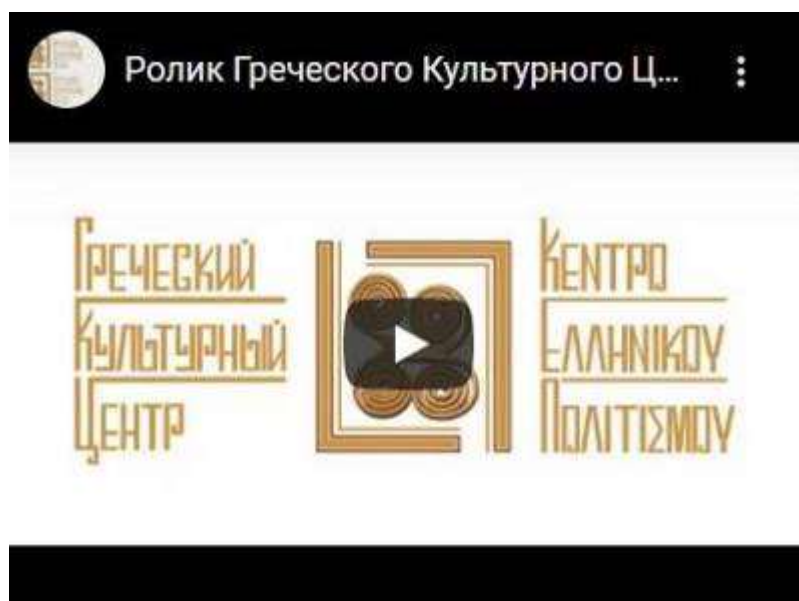 Ролик Греческого Культурного Ц...
Греческий
Культурный
Центр
Κεντρο
Ελληνικου
Πολιτισμου